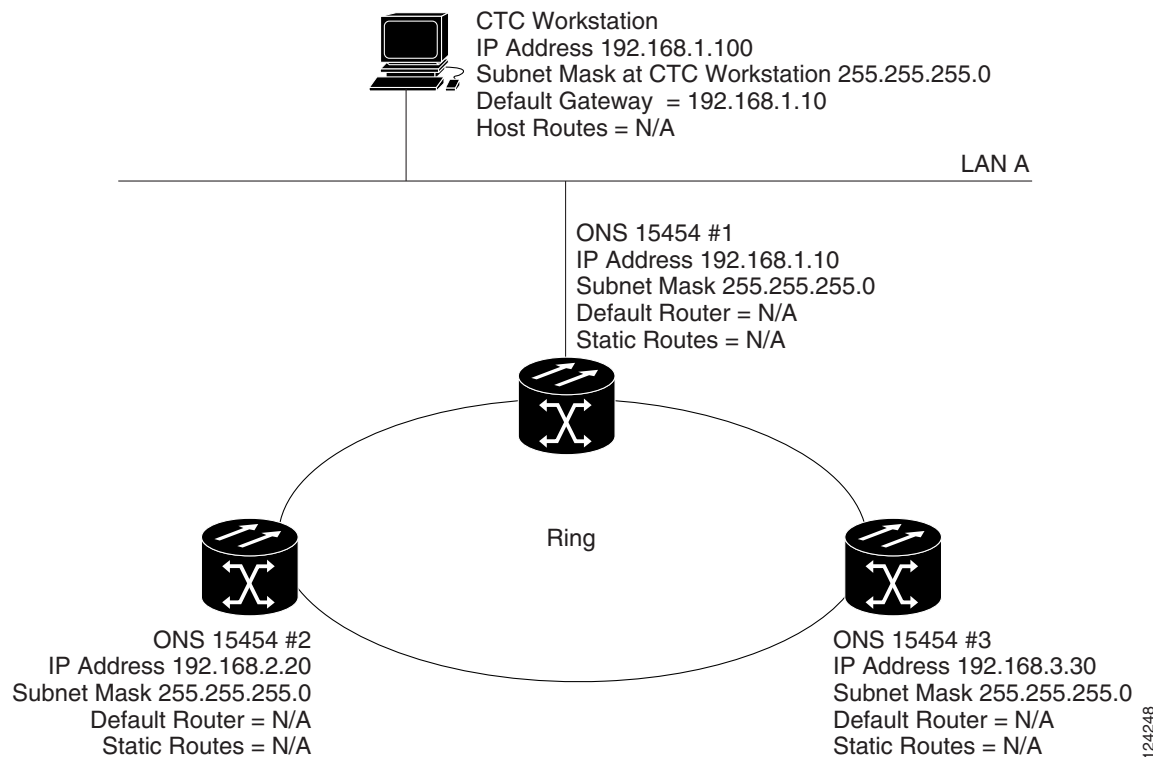 CTC Workstation
IP Address 192.168.1.100
Subnet Mask at CTC Workstation 255.255.255.0
Default Gateway = 192.168.1.10
Host Routes = N/A
LAN A
ONS 15454 #1
IP Address 192.168.1.10
Subnet Mask 255.255.255.0
Default Router = N/A
Static Routes = N/A
Ring
ONS 15454 #2
IP Address 192.168.2.20
Subnet Mask 255.255.255.0
Default Router = N/A
Static Routes = N/A
ONS 15454 #3
IP Address 192.168.3.30
Subnet Mask 255.255.255.0
Default Router = N/A
Static Routes = N/A
124248